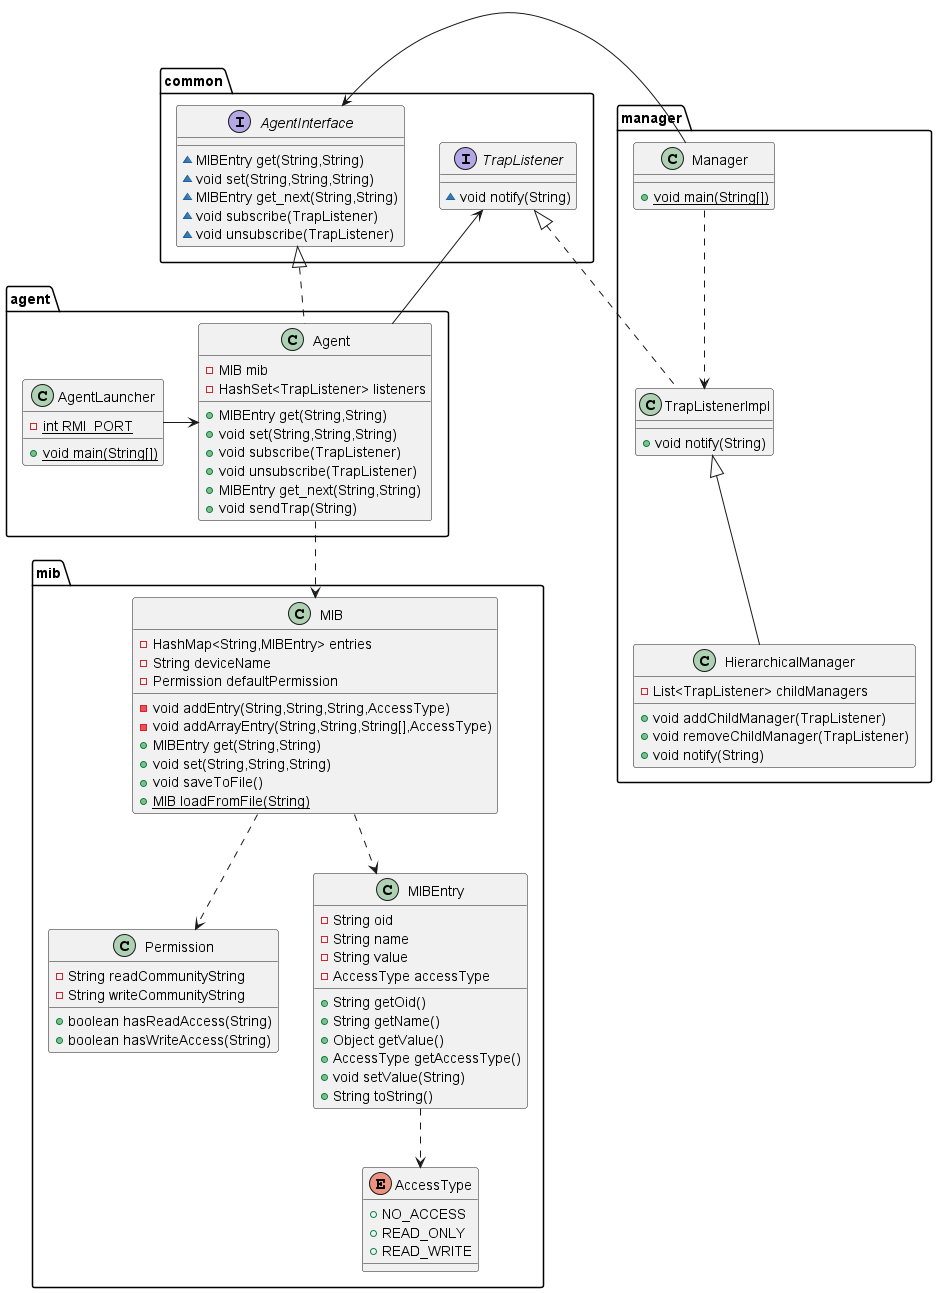 common
I AgentInterface
MIBEntry get(String,String)
void set(String,String,String)
MIBEntry get_next(String,String)
void subscribe(TrapListener)
void unsubscribe(TrapListener)
I TrapListener
void notify(String)
manager
C Manager
void main(String[])
C TrapListenerImpl
void notify(String)
C HierarchicalManager
List<TrapListener> childManagers
void addChildManager(TrapListener)
void removeChildManager(TrapListener)
void notify(String)
agent
C AgentLauncher
int RMI_PORT
void main(String[])
C Agent
MIB mib
HashSet<TrapListener> listeners
MIBEntry get(String,String)
void set(String,String,String)
void subscribe(TrapListener)
void unsubscribe(TrapListener)
MIBEntry get_next(String,String)
void sendTrap(String)
mib
C MIB
HashMap<String,MIBEntry> entries
String deviceName
Permission defaultPermission
void addEntry(String,String,String,AccessType)
void addArrayEntry(String,String,String[],AccessType)
MIBEntry get(String,String)
void set(String,String,String)
void saveToFile()
MIB loadFromFile(String)
C Permission
String readCommunityString
String writeCommunityString
boolean hasReadAccess(String)
boolean hasWriteAccess(String)
C MIBEntry
String oid
String name
String value
AccessType accessType
String getOid()
String getName()
Object getValue()
AccessType getAccessType()
void setValue(String)
String toString()
E AccessType
NO_ACCESS
READ_ONLY
READ_WRITE